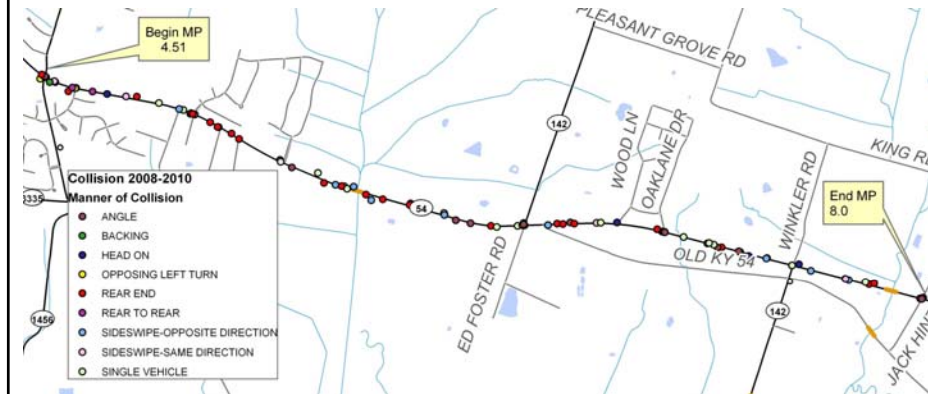 Begin MP
4.51
PLEASANT GROVE RD
142
WOOD LN
OAKLANE DR
KING RD
WINKLER RD
End MP
8.0
Collision 2008-2010
Manner of Collision
ANGLE
BACKING
HEAD ON
OPPOSING LEFT TURN
REAR END
REAR TO REAR
SIDESWIPE-OPPOSITE DIRECTION
SIDESWIPE-SAME DIRECTION
SINGLE VEHICLE
54
OLD KY 54
ED FOSTER RD
142
1456
JACK HINT